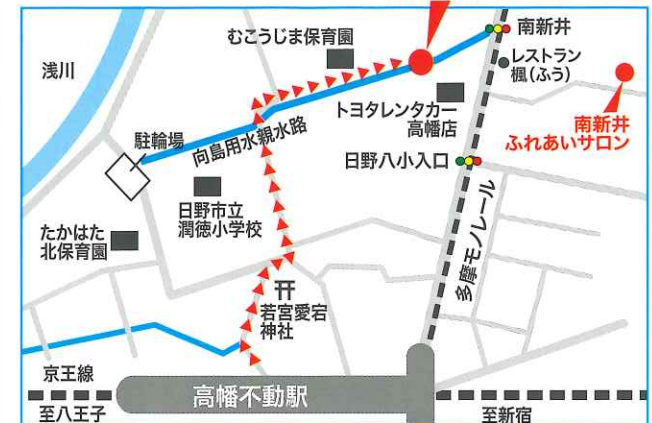 南新井
むこうじま保育園
浅川
レストラン
楓(ふう)
トヨタレンタカー
高幡店
南新井
ふれあいサロン
向島用水親水路
駐輪場
日野八小入口
日野市立
潤徳小学校
たかはた
北保育園
多摩モノレール
若宮愛宕
神社
京王線
高幡不動駅
至八王子
至新宿